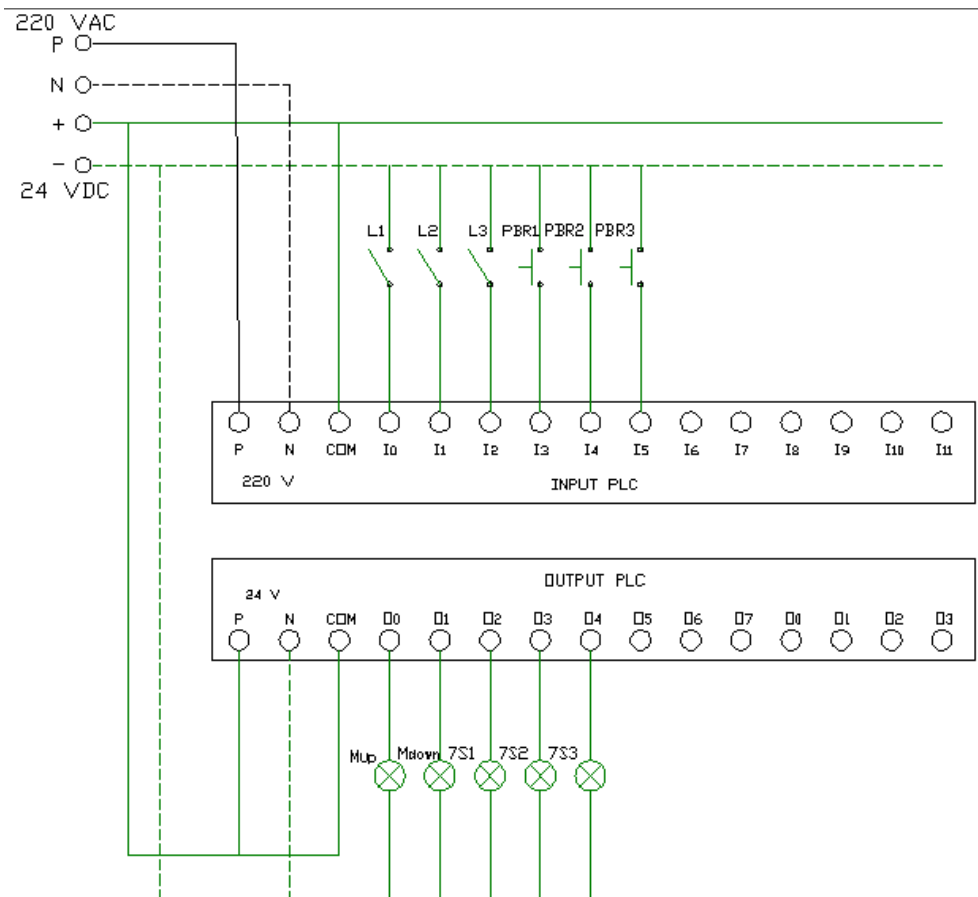 220 VAC
P
N
+
-
24 VDC
L1 L2 L3 PBR1 PBR2 PBR3
P N COM I0 I1 I2 I3 I4 I5 I6 I7 I8 I9 I10 I11
220 V INPUT PLC
OUTPUT PLC
24 V
P N COM O0 O1 O2 O3 O4 O5 O6 O7 O0 O1 O2 O3
Mup Mdown 7S1 7S2 7S3